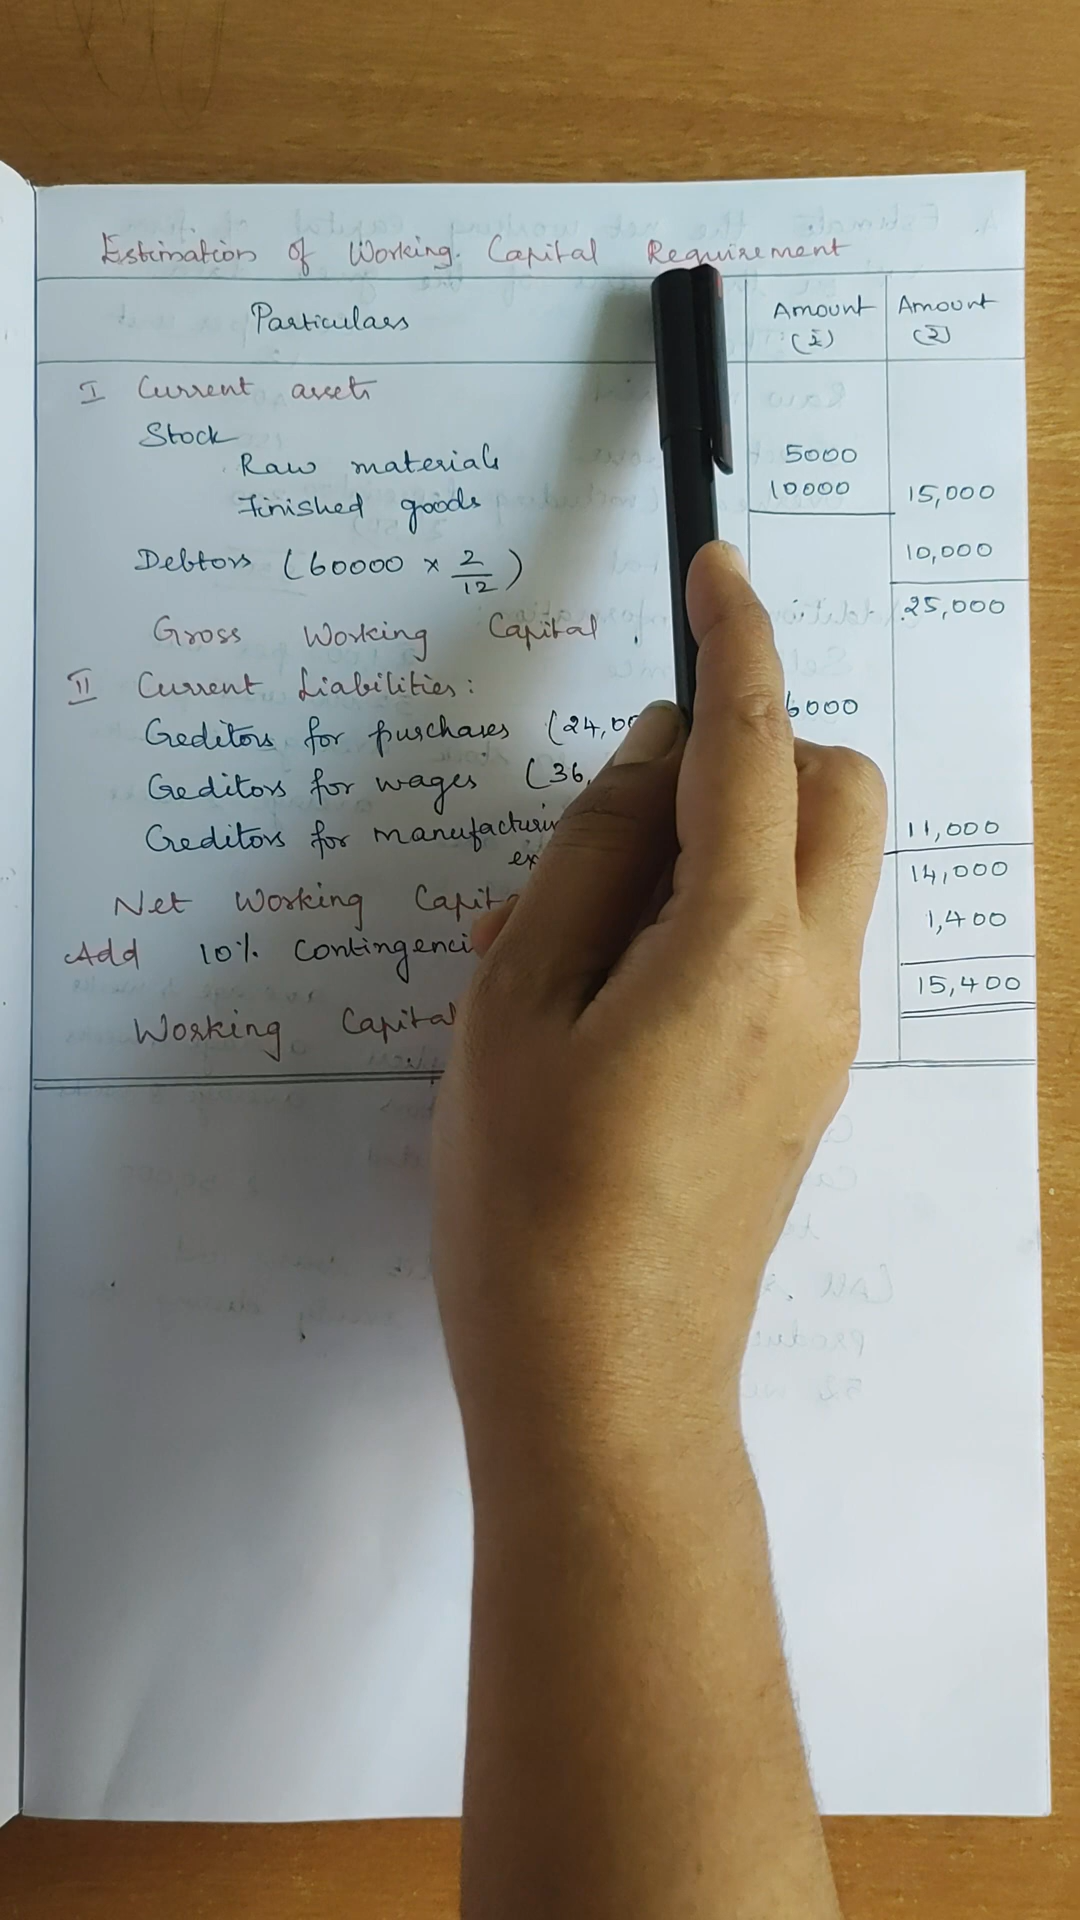 Estimation of Working Capital Requirement
Particulars Amount (₹) Amount (₹)
I Current assets
Stock
Raw materials 5000
Finished goods 10000 15,000
Debtors (60000 × 2/12) 10,000
Gross Working Capital 25,000
II Current Liabilities:
Creditors for purchases (24,00 6000
Creditors for wages (36,
Creditors for manufacturin 11,000
ex
Net Working Capita 14,000
Add 10% Contingenci 1,400
Working Capital 15,400